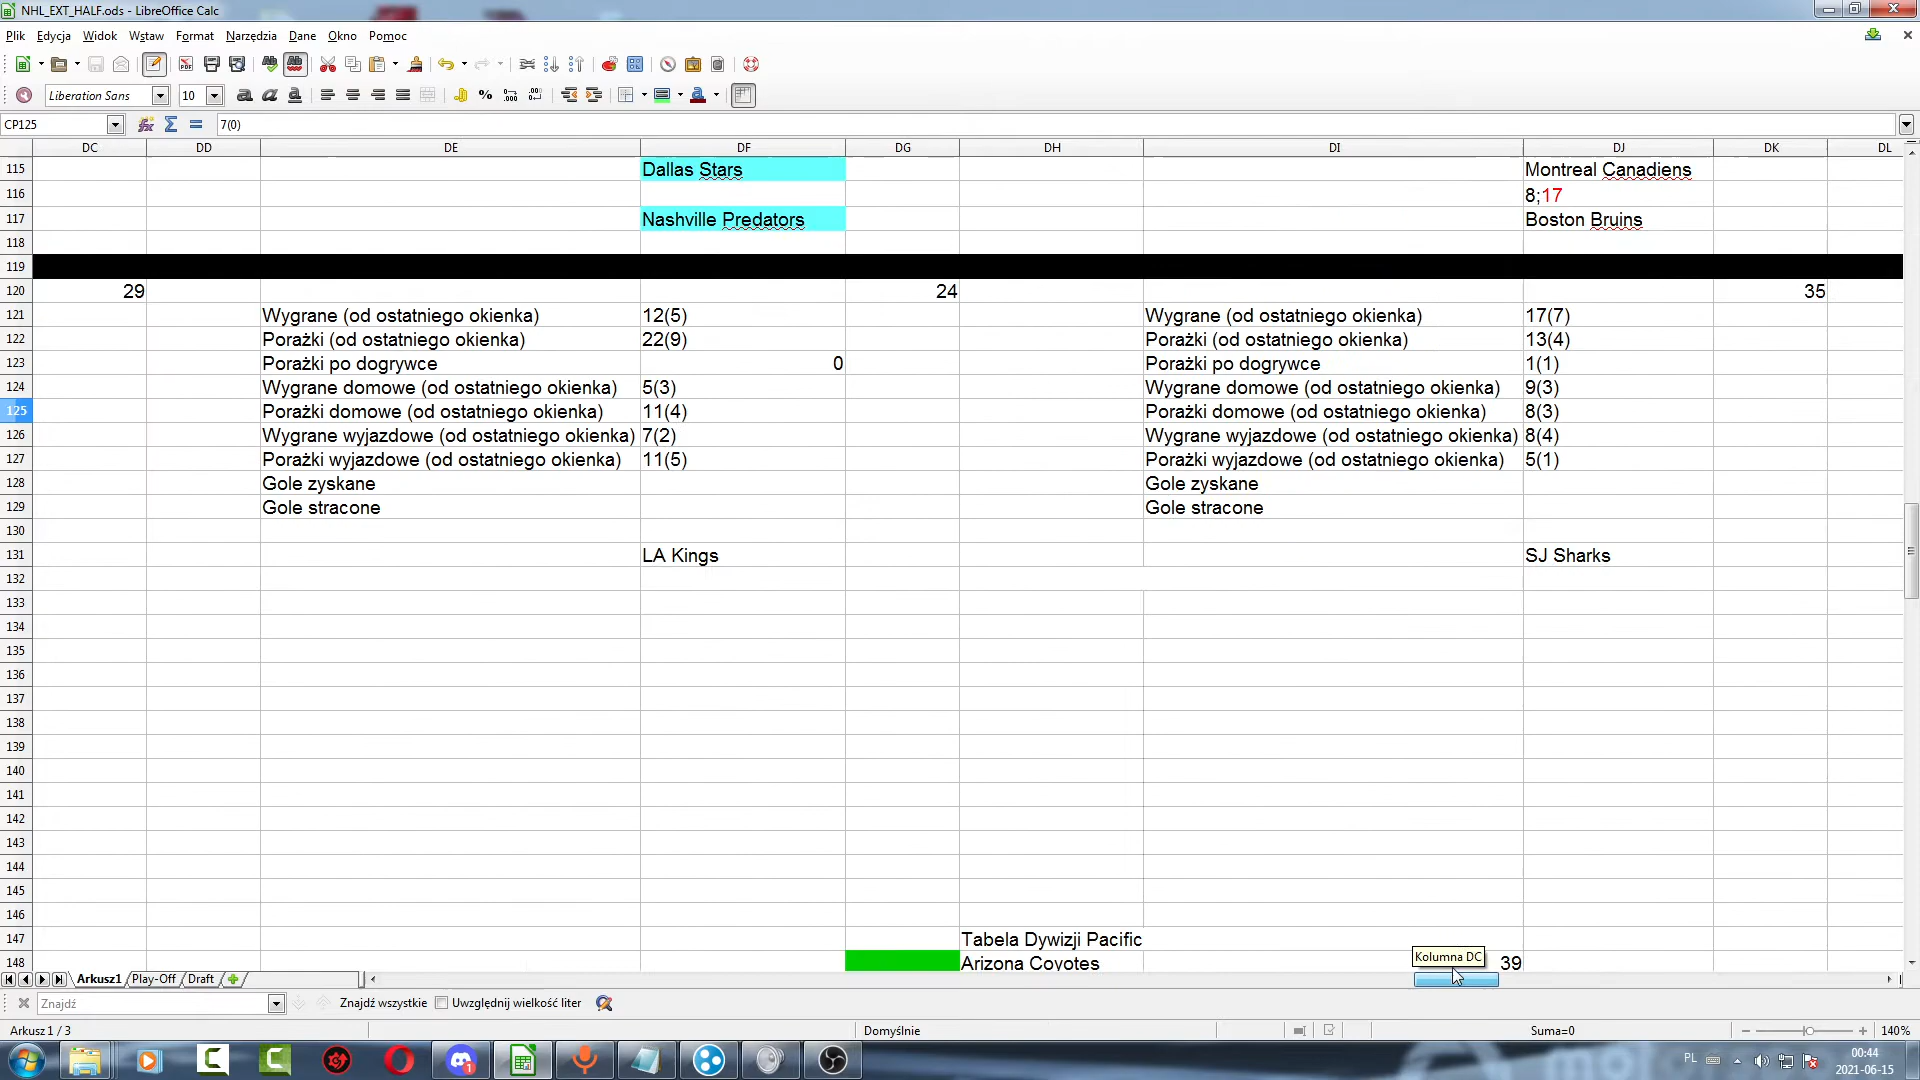 NHL_EXT_HALF.ods - LibreOffice Calc
Plik Edycja Widok Wstaw Format Narzędzia Dane Okno Pomoc
Liberation Sans 10
CP125 7(0)
DC DD DE DF DG DH DI DJ DK DL
115 Dallas Stars Montreal Canadiens
116 8;17
117 Nashville Predators Boston Bruins
118
119
120 29 24 35
121 Wygrane (od ostatniego okienka) 12(5) Wygrane (od ostatniego okienka) 17(7)
122 Porażki (od ostatniego okienka) 22(9) Porażki (od ostatniego okienka) 13(4)
123 Porażki po dogrywce 0 Porażki po dogrywce 1(1)
124 Wygrane domowe (od ostatniego okienka) 5(3) Wygrane domowe (od ostatniego okienka) 9(3)
125 Porażki domowe (od ostatniego okienka) 11(4) Porażki domowe (od ostatniego okienka) 8(3)
126 Wygrane wyjazdowe (od ostatniego okienka) 7(2) Wygrane wyjazdowe (od ostatniego okienka) 8(4)
127 Porażki wyjazdowe (od ostatniego okienka) 11(5) Porażki wyjazdowe (od ostatniego okienka) 5(1)
128 Gole zyskane Gole zyskane
129 Gole stracone Gole stracone
130
131 LA Kings SJ Sharks
132
133
134
135
136
137
138
139
140
141
142
143
144
145
146
147 Tabela Dywizji Pacific
Kolumna DC
148 Arizona Coyotes 39
Arkusz1 Play-Off Draft
Znajdź Znajdź wszystkie Uwzględnij wielkość liter
Arkusz 1 / 3 Domyślnie Suma=0 140%
PL 00:44
2021-06-15